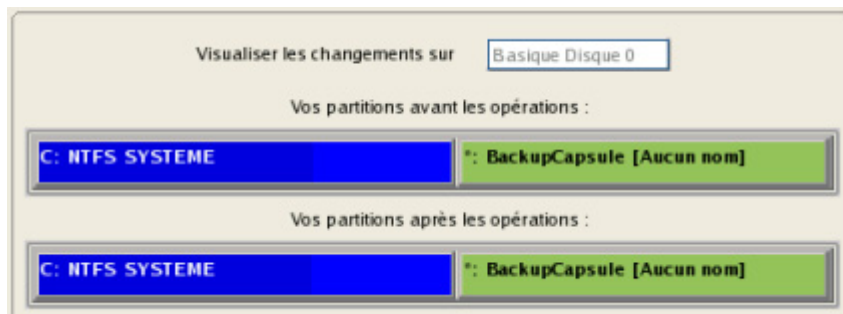 Visualiser les changements sur Basique Disque 0
Vos partitions avant les opérations :
C: NTFS SYSTEME *: BackupCapsule [Aucun nom]
Vos partitions après les opérations :
C: NTFS SYSTEME *: BackupCapsule [Aucun nom]